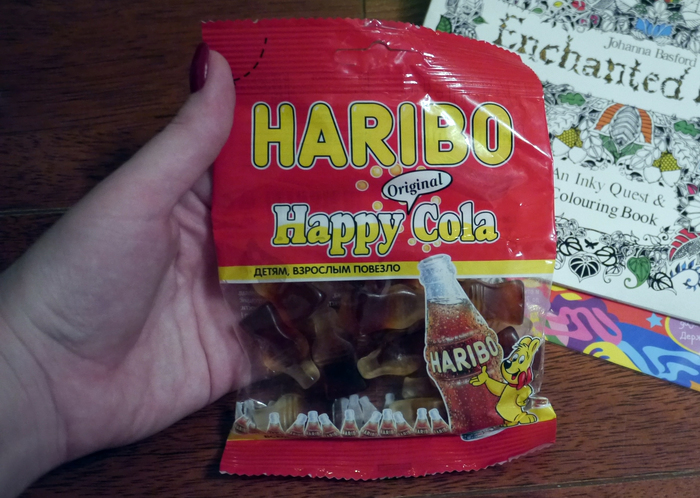 HARIBO
Original
Happy Cola
ДЕТЯМ, ВЗРОСЛЫМ ПОВЕЗЛО
HARIBO
Johanna Basford
Enchanted
An Inky Quest &
Colouring Book